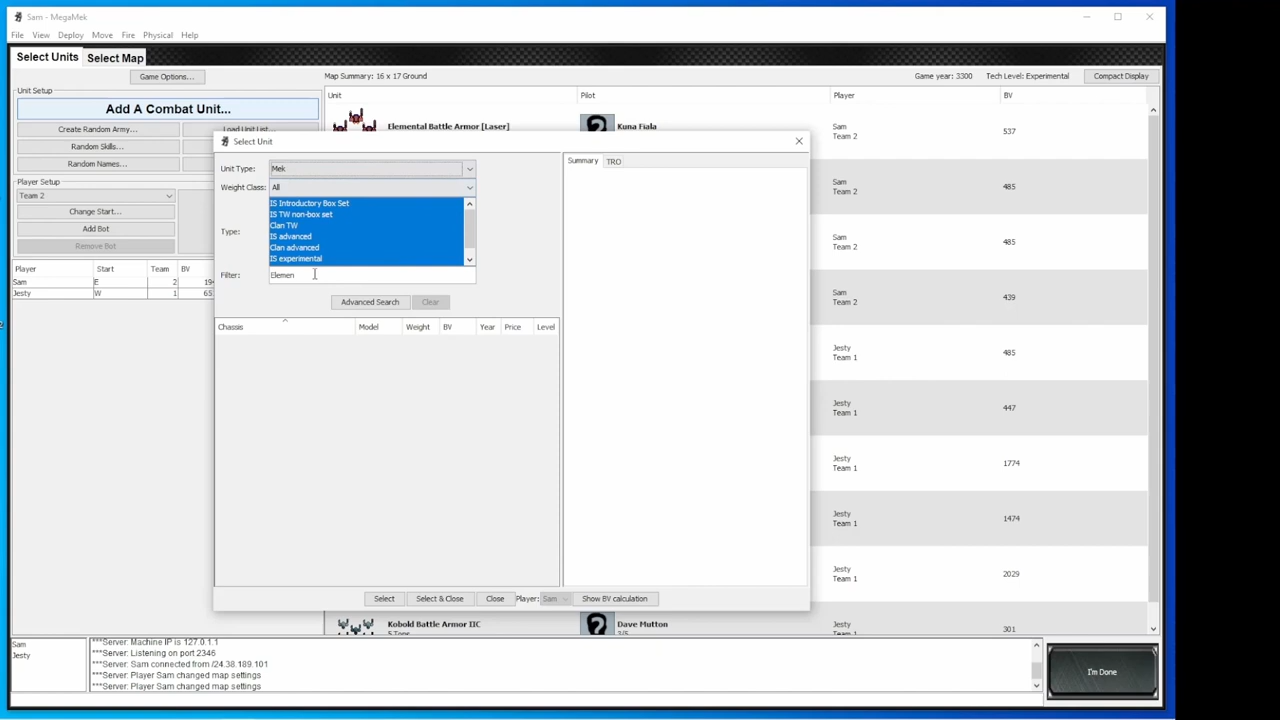 Sam - MegaMek
File View Deploy Move Fire Physical Help
Select Units Select Map
Game Options...
Map Summary: 16 x 17 Ground
Game year: 3300
Tech Level: Experimental
Compact Display
Unit Setup
Unit Pilot Player BV
Add A Combat Unit...
Elemental Battle Armor [Laser] Kuna Fiala
Sam
Team 2
537
Create Random Army... Load Unit List...
Random Skills...
Random Names...
Player Setup
Team 2
Change Start...
Add Bot
Remove Bot
Player Start Team BV
Sam E 2 19
Jesty W 1 65
Select Unit
Unit Type: Mek
Weight Class: All
Type:
IS Introductory Box Set
IS TW non-box set
Clan TW
IS advanced
Clan advanced
IS experimental
Filter: Elemen
Advanced Search Clear
Chassis Model Weight BV Year Price Level
Summary TRO
Select Select & Close Close Player: Sam Show BV calculation
Sam
Team 2
485
Sam
Team 2
485
Sam
Team 2
439
Jesty
Team 1
485
Jesty
Team 1
447
Jesty
Team 1
1774
Jesty
Team 1
1474
Jesty
Team 1
2029
Kobold Battle Armor IIC Dave Mutton
5 Tons 3/5
Jesty
Team 1
301
Sam
Jesty
***Server: Machine IP is 127.0.1.1
***Server: Listening on port 2346
***Server: Sam connected from /24.38.189.101
***Server: Player Sam changed map settings
***Server: Player Sam changed map settings
I'm Done